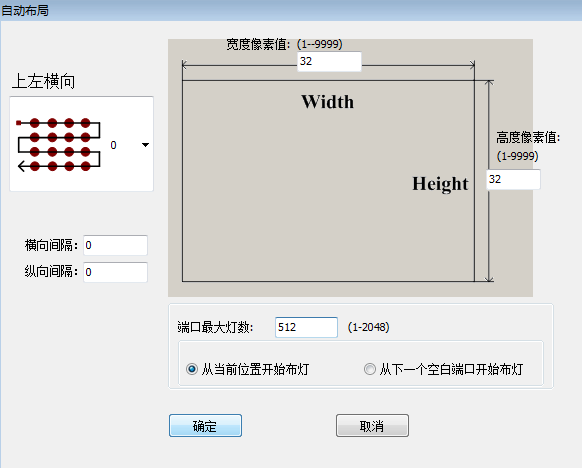 自动布局
宽度像素值: (1--9999)
32
上左横向
Width
0
高度像素值:
(1-9999)
Height
32
横向间隔: 0
纵向间隔: 0
端口最大灯数: 512 (1-2048)
从当前位置开始布灯 从下一个空白端口开始布灯
确定 取消